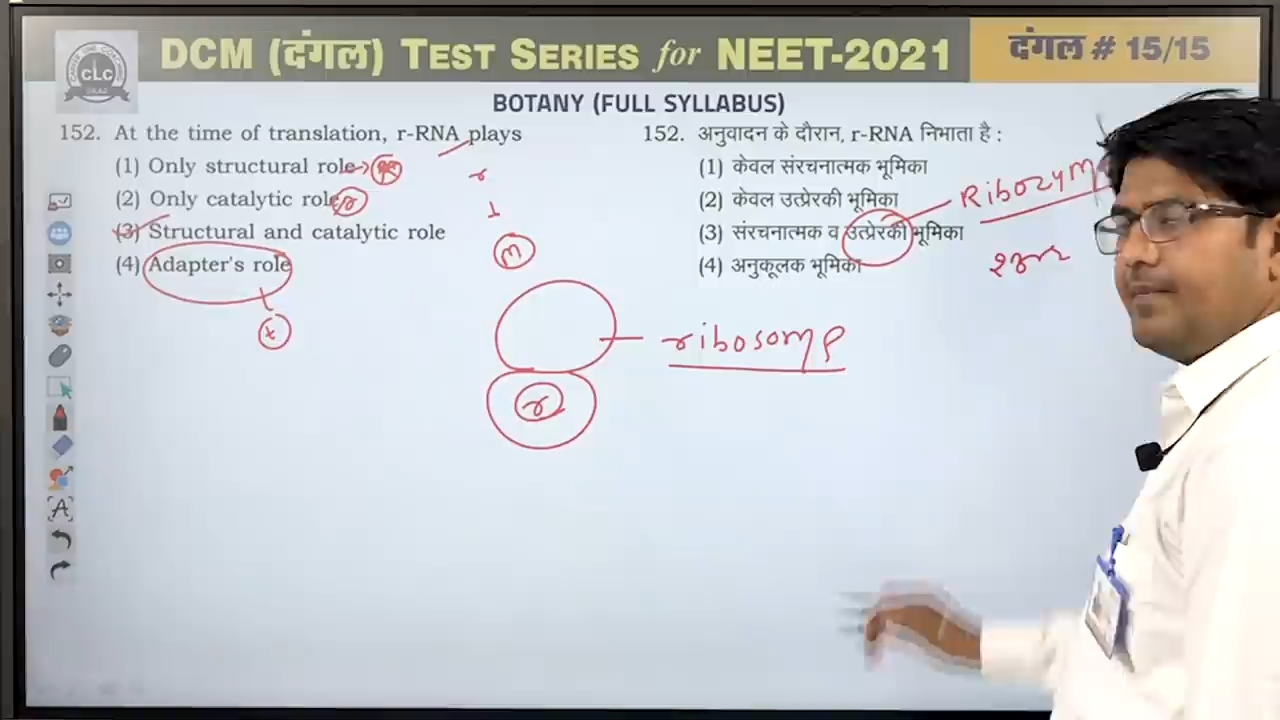 DCM (दंगल) TEST SERIES for NEET-2021
दंगल # 15/15
CLC
BOTANY (FULL SYLLABUS)
152. At the time of translation, r-RNA plays
(1) Only structural role
(2) Only catalytic role
(3) Structural and catalytic role
(4) Adapter's role
t
152. अनुवादन के दौरान, r-RNA निभाता है :
(1) केवल संरचनात्मक भूमिका
(2) केवल उत्प्रेरकी भूमिका
(3) संरचनात्मक व उत्प्रेरकी भूमिका
(4) अनुकूलक भूमिका
Ribozym
r
t
m
ribosome
r
A